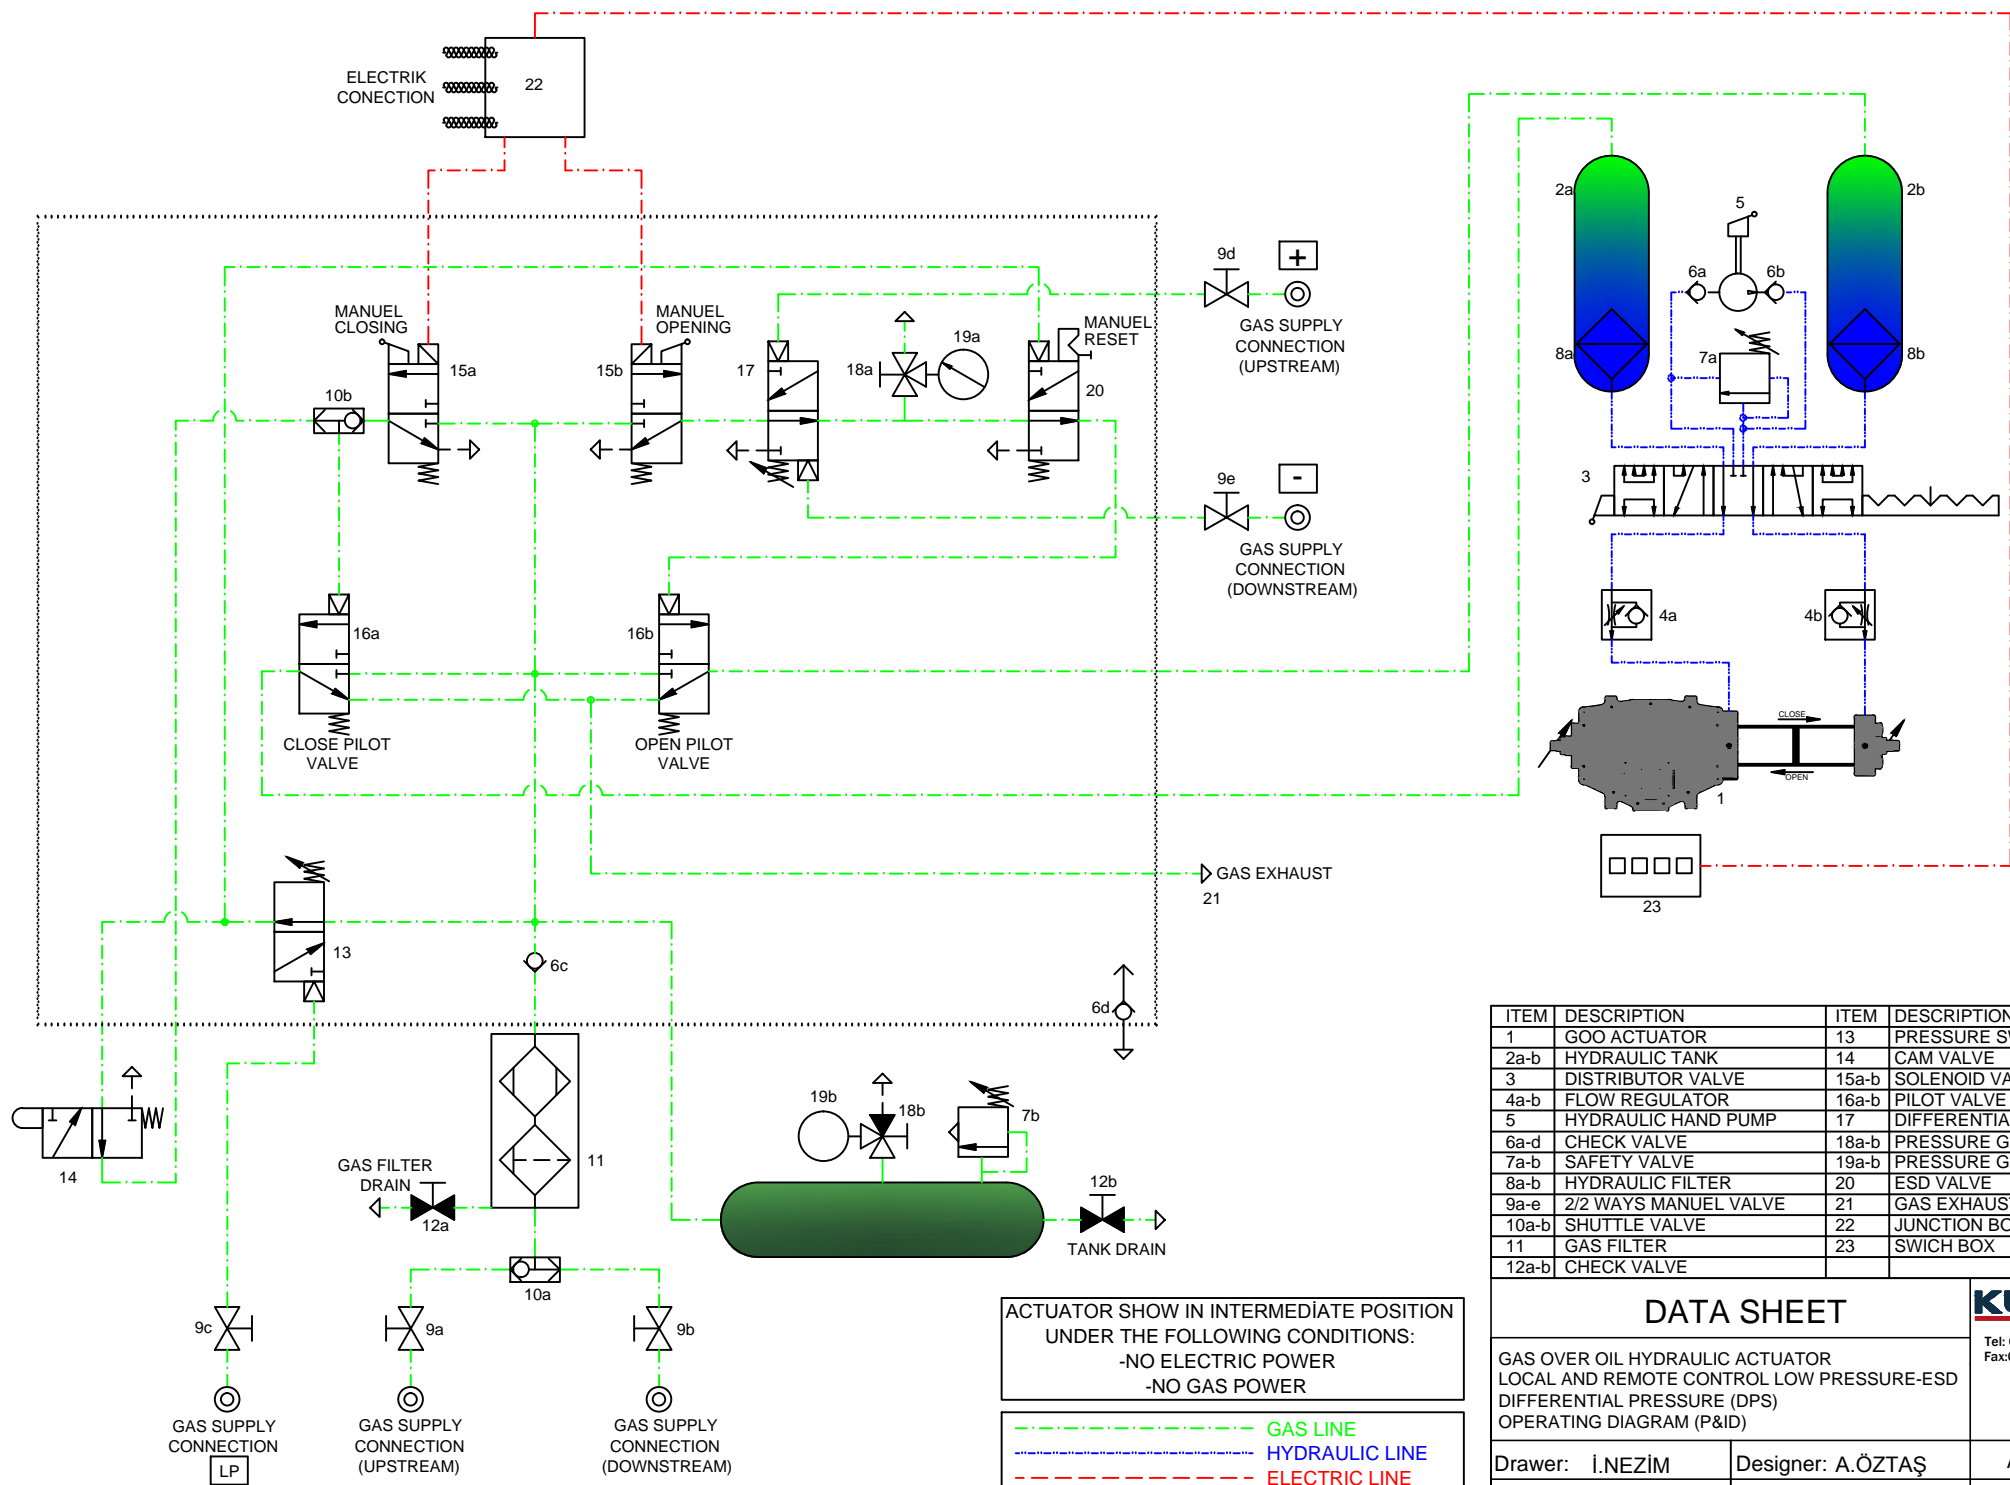 ELECTRIK
CONECTION
22
MANUEL
CLOSING
15a
10b
MANUEL
OPENING
15b
17
18a
19a
MANUEL
RESET
20
9d
+
GAS SUPPLY
CONNECTION
(UPSTREAM)
9e
-
GAS SUPPLY
CONNECTION
(DOWNSTREAM)
2a
2b
5
6a
6b
7a
8a
8b
3
4a
4b
CLOSE
OPEN
1
23
16a
CLOSE PILOT
VALVE
16b
OPEN PILOT
VALVE
GAS EXHAUST
21
13
6c
6d
14
GAS FILTER
DRAIN
12a
11
19b
18b
7b
12b
TANK DRAIN
10a
9c
9a
9b
GAS SUPPLY
CONNECTION
LP
GAS SUPPLY
CONNECTION
(UPSTREAM)
GAS SUPPLY
CONNECTION
(DOWNSTREAM)
ACTUATOR SHOW IN INTERMEDİATE POSITION
UNDER THE FOLLOWING CONDITIONS:
-NO ELECTRIC POWER
-NO GAS POWER
GAS LINE
HYDRAULIC LINE
ELECTRIC LINE
ITEM DESCRIPTION ITEM DESCRIPTION
1 GOO ACTUATOR 13 PRESSURE
2a-b HYDRAULIC TANK 14 CAM VALVE
3 DISTRIBUTOR VALVE 15a-b SOLENOID
4a-b FLOW REGULATOR 16a-b PILOT VALVE
5 HYDRAULIC HAND PUMP 17
6a-d CHECK VALVE 18a-b PRESSURE
7a-b SAFETY VALVE 19a-b PRESSURE
8a-b HYDRAULIC FILTER 20 ESD VALVE
9a-e 2/2 WAYS MANUEL VALVE 21 GAS
10a-b SHUTTLE VALVE 22 JUNCTION
11 GAS FILTER 23 SWICH BOX
12a-b CHECK VALVE
DATA SHEET
Tel:
GAS OVER OIL HYDRAULIC ACTUATOR
LOCAL AND REMOTE CONTROL LOW PRESSURE-ESD
DIFFERENTIAL PRESSURE (DPS)
OPERATING DIAGRAM (P&ID)
Drawer: İ.NEZİM Designer: A.ÖZTAŞ